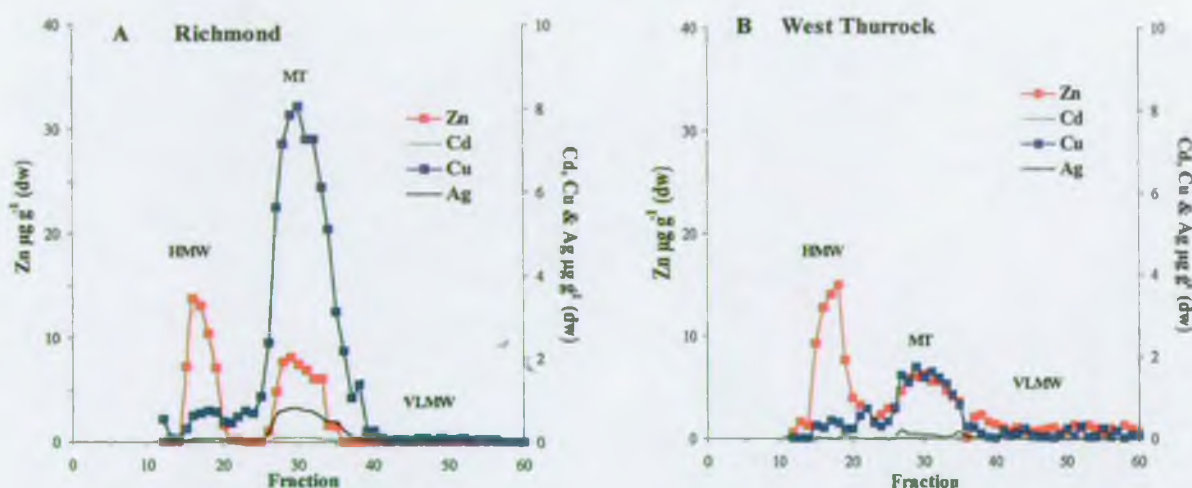 A Richmond
40
30
20
10
0
Zn µg g⁻¹ (dw)
10
8
6
4
2
0
Cd, Cu & Ag µg g⁻¹ (dw)
HMW
MT
VLMW
Zn
Cd
Cu
Ag
0 10 20 30 40 50 60
Fraction
B West Thurrock
40
30
20
10
0
Zn µg g⁻¹ (dw)
10
8
6
4
2
0
Cd, Cu & Ag µg g⁻¹ (dw)
HMW
MT
VLMW
Zn
Cd
Cu
Ag
0 10 20 30 40 50 60
Fraction